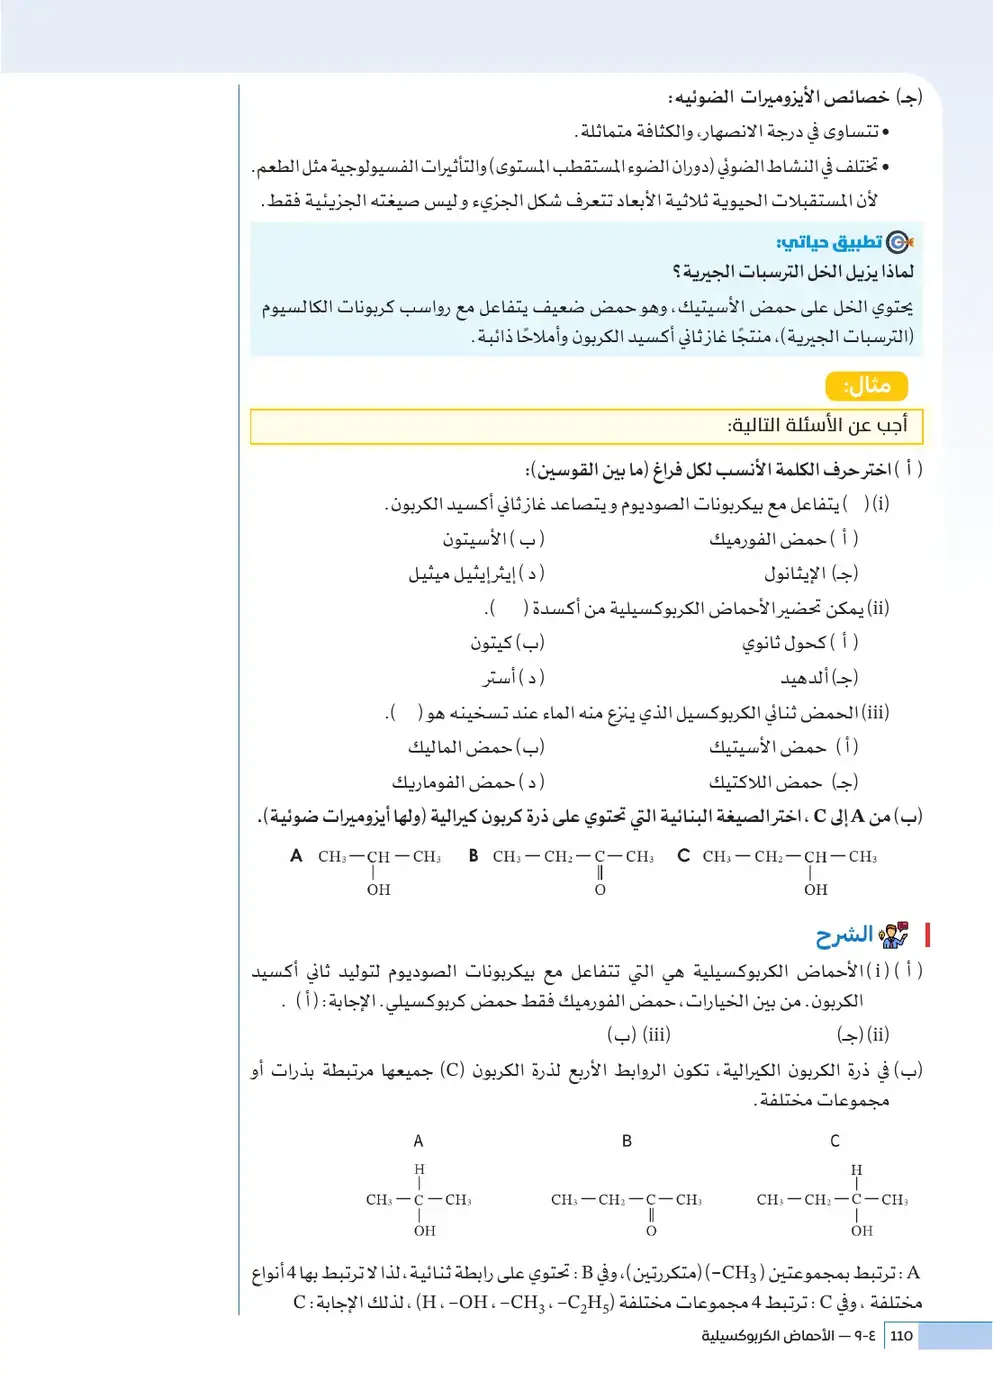 (جـ) خصائص الأيزوميرات الضوئيه:
• تتساوى في درجة الانصهار، والكثافة متماثلة.
• تختلف في النشاط الضوئي (دوران الضوء المستقطب المستوى) والتأثيرات الفسيولوجية مثل الطعم.
لأن المستقبلات الحيوية ثلاثية الأبعاد تتعرف شكل الجزيء وليس صيغته الجزيئية فقط.
تطبيق حياتي:
لماذا يزيل الخل الترسبات الجيرية؟
يحتوي الخل على حمض الأسيتيك، وهو حمض ضعيف يتفاعل مع رواسب كربونات الكالسيوم
(الترسبات الجيرية)، منتجًا غاز ثاني أكسيد الكربون وأملاحًا ذائبة.
مثال:
أجب عن الأسئلة التالية:
( أ ) اختر حرف الكلمة الأنسب لكل فراغ (ما بين القوسين):
(i) (   ) يتفاعل مع بيكربونات الصوديوم ويتصاعد غاز ثاني أكسيد الكربون.
( أ ) حمض الفورميك ( ب ) الأسيتون
(جـ) الإيثانول ( د ) إيثر إيثيل ميثيل
(ii) يمكن تحضير الأحماض الكربوكسيلية من أكسدة (   ).
( أ ) كحول ثانوي (ب) كيتون
(جـ) ألدهيد ( د ) أستر
(iii) الحمض ثنائي الكربوكسيل الذي ينزع منه الماء عند تسخينه هو (   ).
( أ ) حمض الأسيتيك (ب) حمض الماليك
(جـ) حمض اللاكتيك ( د ) حمض الفوماريك
(ب) من A إلى C ، اختر الصيغة البنائية التي تحتوي على ذرة كربون كيرالية (ولها أيزوميرات ضوئية).
A CH₃—CH—CH₃ B CH₃—CH₂—C—CH₃ C CH₃—CH₂—CH—CH₃
OH O OH
الشرح
( أ ) ( i ) الأحماض الكربوكسيلية هي التي تتفاعل مع بيكربونات الصوديوم لتوليد ثاني أكسيد
الكربون. من بين الخيارات، حمض الفورميك فقط حمض كربوكسيلي. الإجابة: ( أ ) .
(ii) (جـ) (iii) (ب)
(ب) في ذرة الكربون الكيرالية، تكون الروابط الأربع لذرة الكربون (C) جميعها مرتبطة بذرات أو
مجموعات مختلفة.
A B C
H H
CH₃—C—CH₃ CH₃—CH₂—C—CH₃ CH₃—CH₂—C—CH₃
OH O OH
A : ترتبط بمجموعتين (–CH₃) (متكررتين)، وفي B : تحتوي على رابطة ثنائية، لذا لا ترتبط بها 4 أنواع
مختلفة ، وفي C : ترتبط 4 مجموعات مختلفة (H ، –OH ، –CH₃ ، –C₂H₅) ، لذلك الإجابة: C
110 ٤-٩ — الأحماض الكربوكسيلية